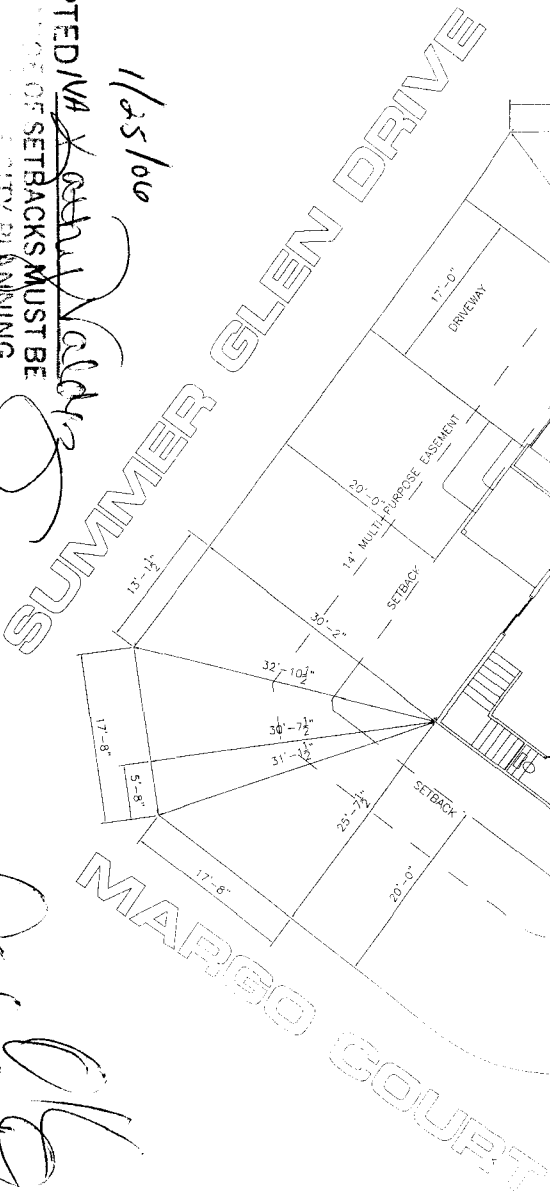 1/25/06
OF SETBACKS MUST BE
SUMMER GLEN DRIVE
17'-0"
DRIVEWAY
20'-0"
14' MULTI-PURPOSE EASEMENT
SETBACK
13'-1½"
30'-2"
32'-10½"
17'-8"
30'-7½"
31'-1½"
5'-8"
25'-7½"
SETBACK
17'-8"
20'-0"
MARGO COURT